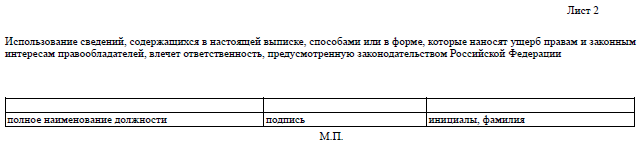 Лист 2
Использование сведений, содержащихся в настоящей выписке, способами или в форме, которые наносят ущерб правам и законным
интересам правообладателей, влечет ответственность, предусмотренную законодательством Российской Федерации
полное наименование должности подпись инициалы, фамилия
М.П.